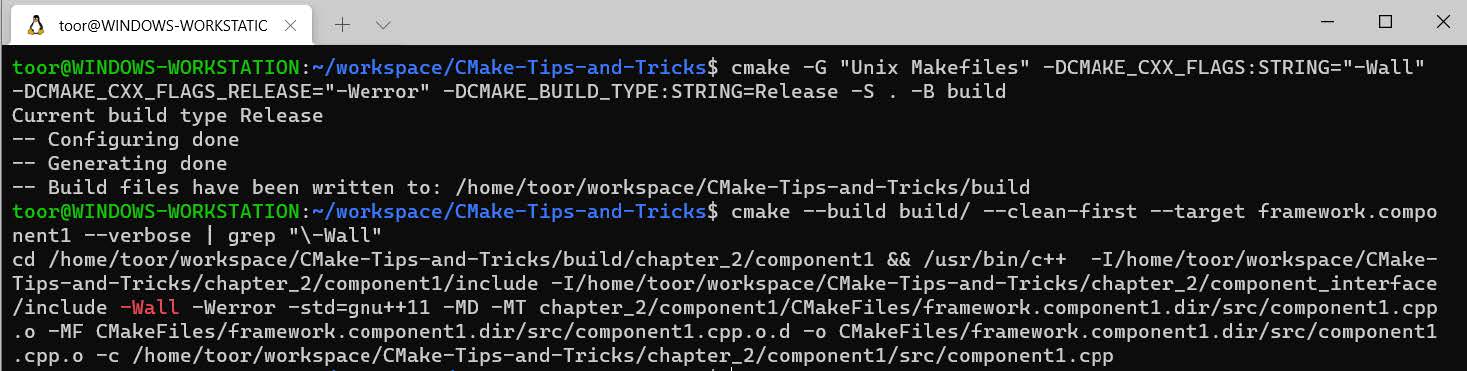 toor@WINDOWS-WORKSTATIC
toor@WINDOWS-WORKSTATION:~/workspace/CMake-Tips-and-Tricks$ cmake -G "Unix Makefiles" -DCMAKE_CXX_FLAGS:STRING="-Wall"
-DCMAKE_CXX_FLAGS_RELEASE="-Werror" -DCMAKE_BUILD_TYPE:STRING=Release -S . -B build
Current build type Release
-- Configuring done
-- Generating done
-- Build files have been written to: /home/toor/workspace/CMake-Tips-and-Tricks/build
toor@WINDOWS-WORKSTATION:~/workspace/CMake-Tips-and-Tricks$ cmake --build build/ --clean-first --target framework.compo
nent1 --verbose | grep "\-Wall"
cd /home/toor/workspace/CMake-Tips-and-Tricks/build/chapter_2/component1 && /usr/bin/c++  -I/home/toor/workspace/CMake-
Tips-and-Tricks/chapter_2/component1/include -I/home/toor/workspace/CMake-Tips-and-Tricks/chapter_2/component_interface
/include -Wall -Werror -std=gnu++11 -MD -MT chapter_2/component1/CMakeFiles/framework.component1.dir/src/component1.cpp
.o -MF CMakeFiles/framework.component1.dir/src/component1.cpp.o.d -o CMakeFiles/framework.component1.dir/src/component1
.cpp.o -c /home/toor/workspace/CMake-Tips-and-Tricks/chapter_2/component1/src/component1.cpp